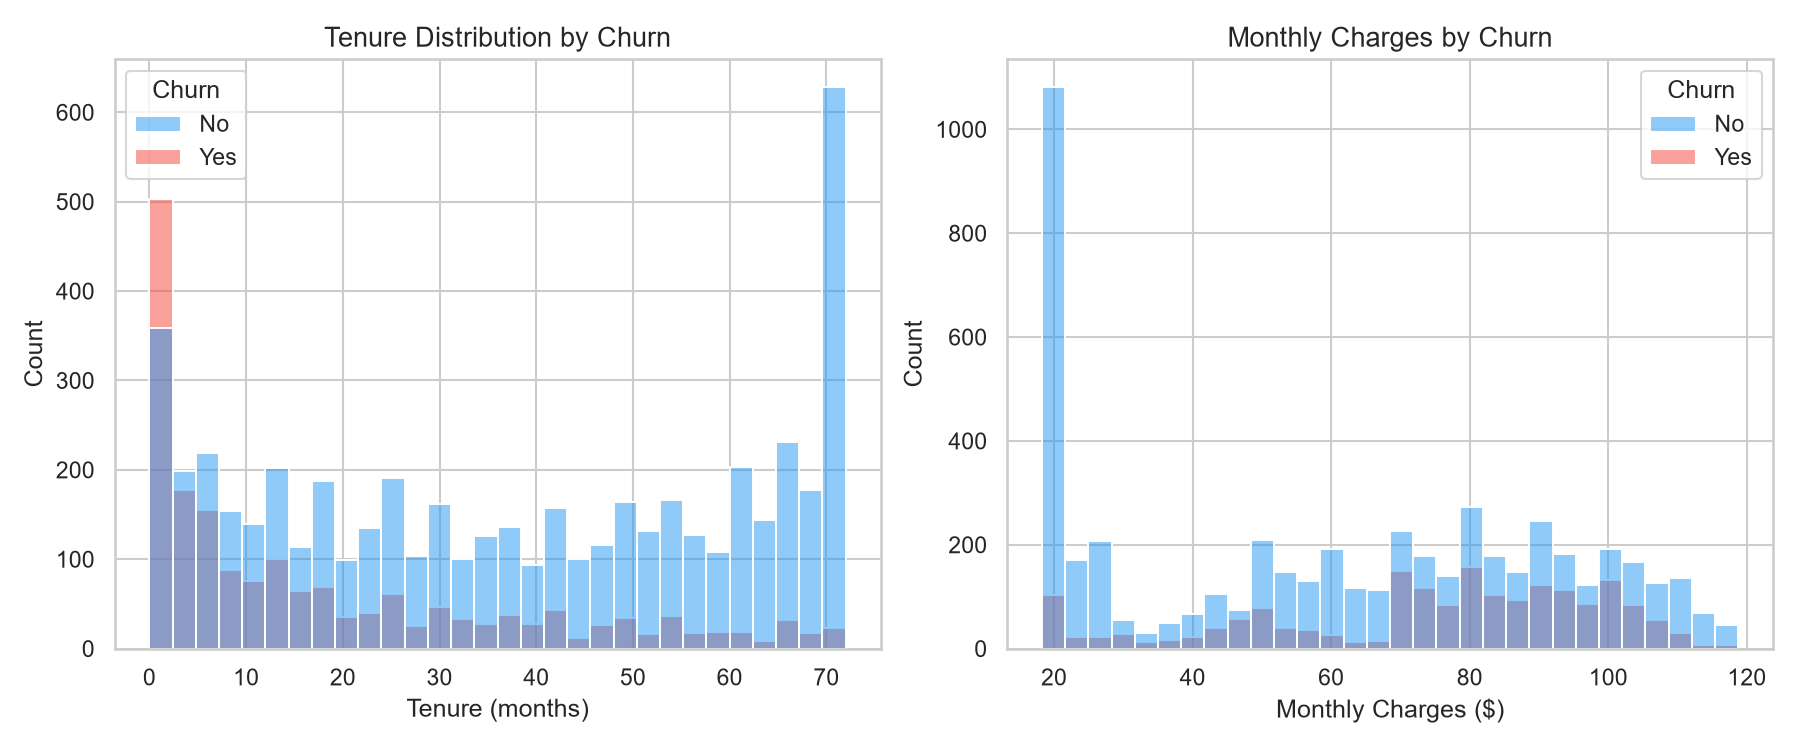 Tenure Distribution by Churn
Churn
No
Yes
600
500
400
300
200
100
0
Count
0 10 20 30 40 50 60 70
Tenure (months)
Monthly Charges by Churn
Churn
No
Yes
1000
800
600
400
200
0
Count
20 40 60 80 100 120
Monthly Charges ($)